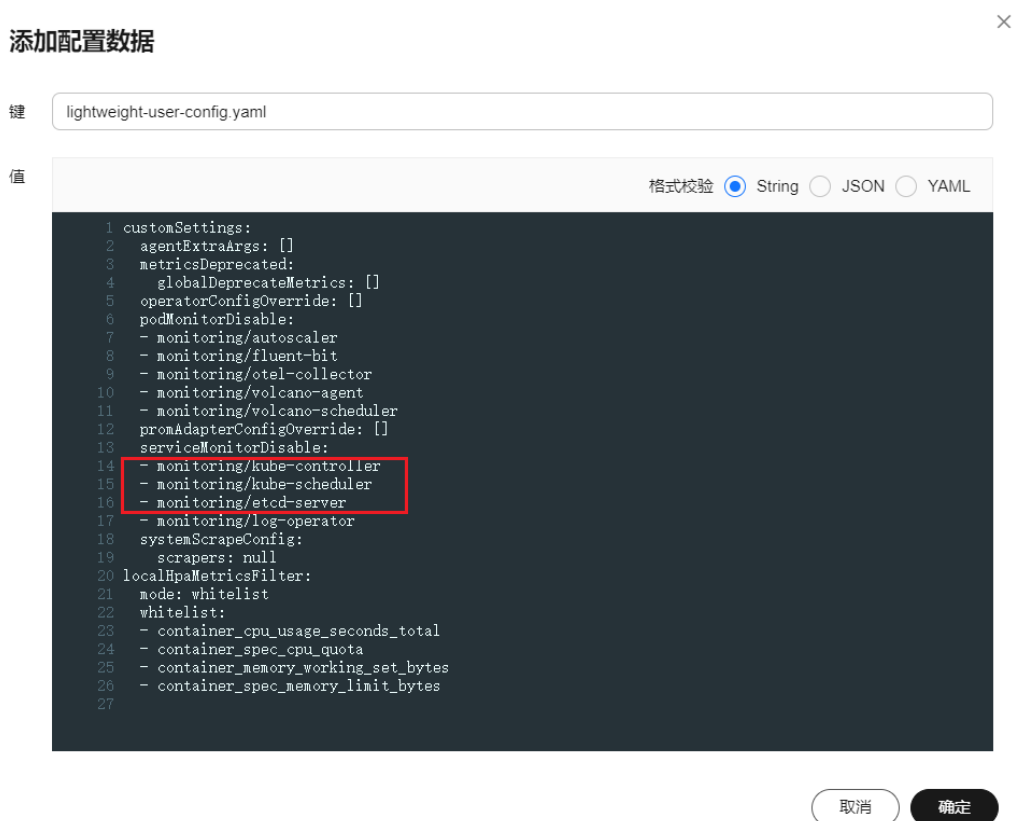 添加配置数据
键 lightweight-user-config.yaml
值
格式校验 String JSON YAML
1 customSettings:
2   agentExtraArgs: []
3   metricsDeprecated:
4     globalDeprecateMetrics: []
5   operatorConfigOverride: []
6   podMonitorDisable:
7   - monitoring/autoscaler
8   - monitoring/fluent-bit
9   - monitoring/otel-collector
10   - monitoring/volcano-agent
11   - monitoring/volcano-scheduler
12   promAdapterConfigOverride: []
13   serviceMonitorDisable:
14   - monitoring/kube-controller
15   - monitoring/kube-scheduler
16   - monitoring/etcd-server
17   - monitoring/log-operator
18   systemScrapeConfig:
19     scrapers: null
20 localHpaMetricsFilter:
21   mode: whitelist
22   whitelist:
23   - container_cpu_usage_seconds_total
24   - container_spec_cpu_quota
25   - container_memory_working_set_bytes
26   - container_spec_memory_limit_bytes
27
取消 确定